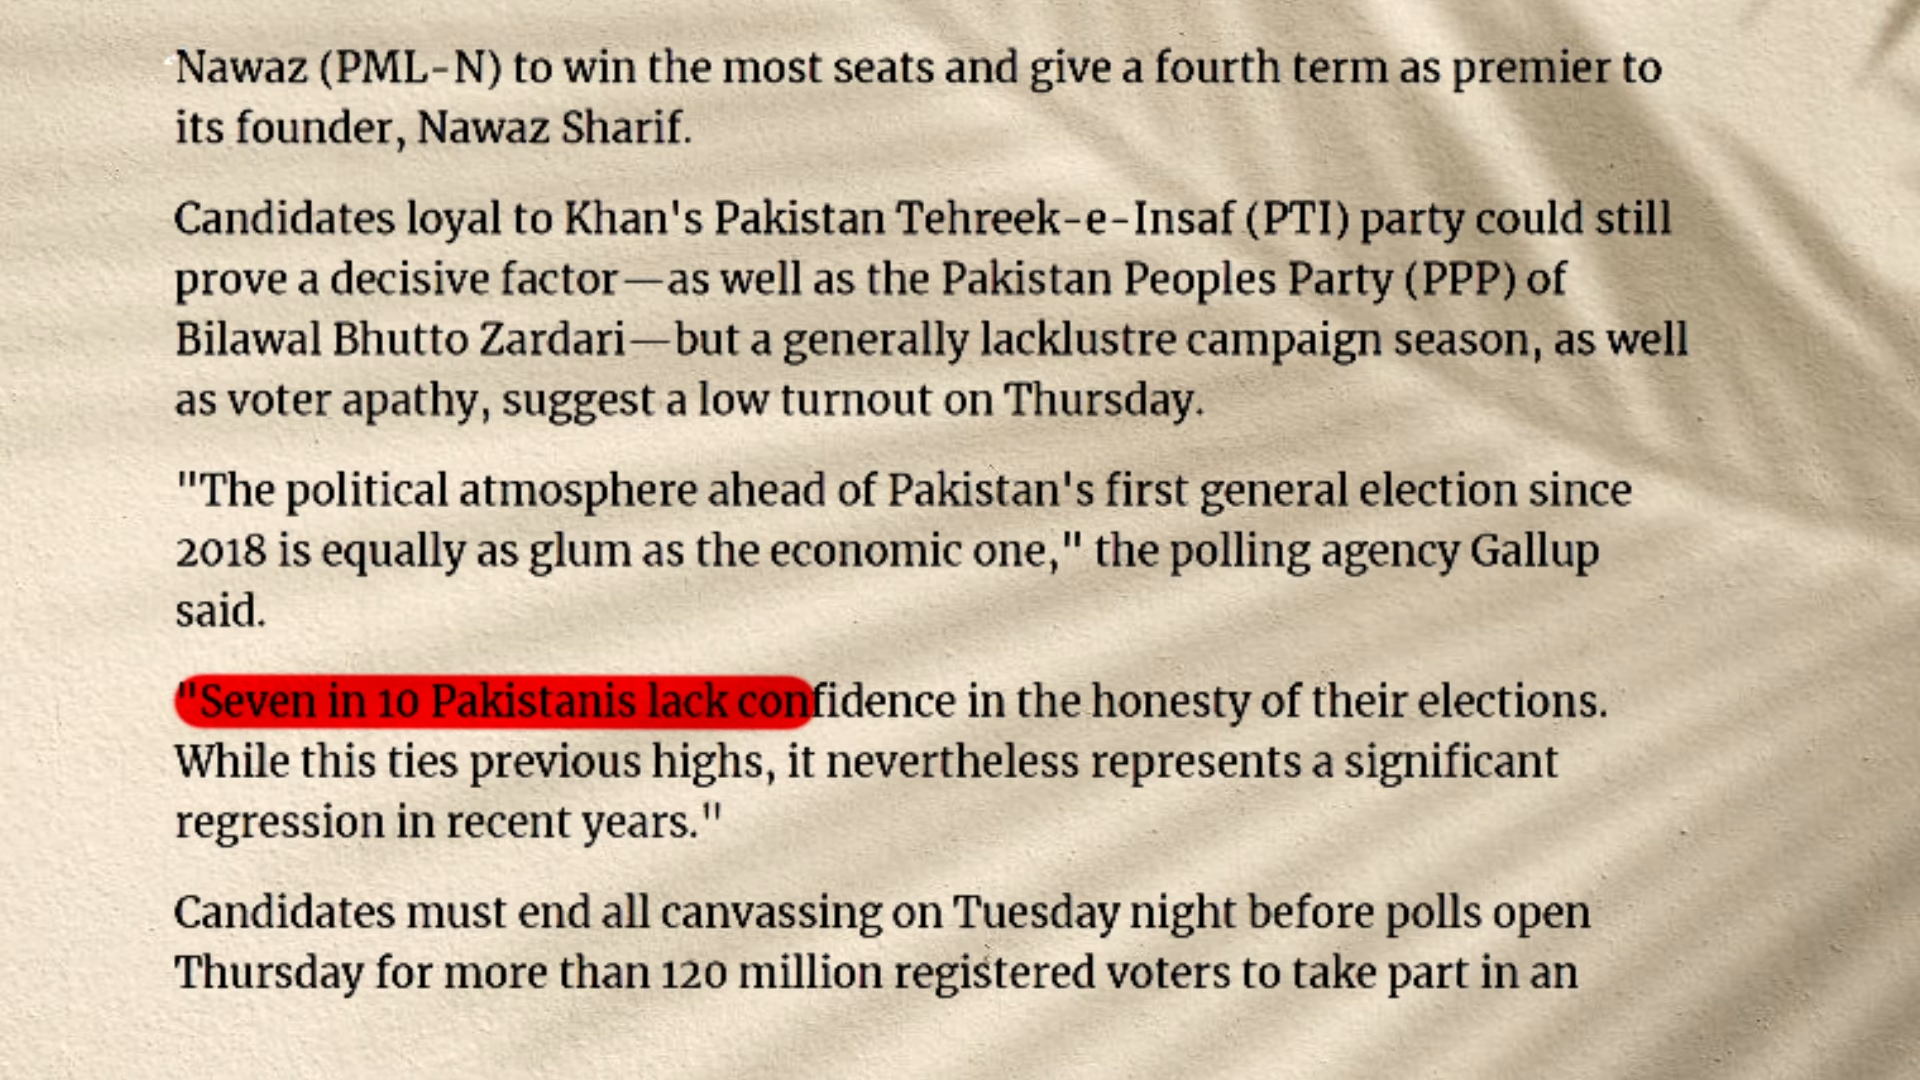 Nawaz (PML-N) to win the most seats and give a fourth term as premier to
its founder, Nawaz Sharif.
Candidates loyal to Khan's Pakistan Tehreek-e-Insaf (PTI) party could still
prove a decisive factor—as well as the Pakistan Peoples Party (PPP) of
Bilawal Bhutto Zardari—but a generally lacklustre campaign season, as well
as voter apathy, suggest a low turnout on Thursday.
"The political atmosphere ahead of Pakistan's first general election since
2018 is equally as glum as the economic one," the polling agency Gallup
said.
"Seven in 10 Pakistanis lack confidence in the honesty of their elections.
While this ties previous highs, it nevertheless represents a significant
regression in recent years."
Candidates must end all canvassing on Tuesday night before polls open
Thursday for more than 120 million registered voters to take part in an